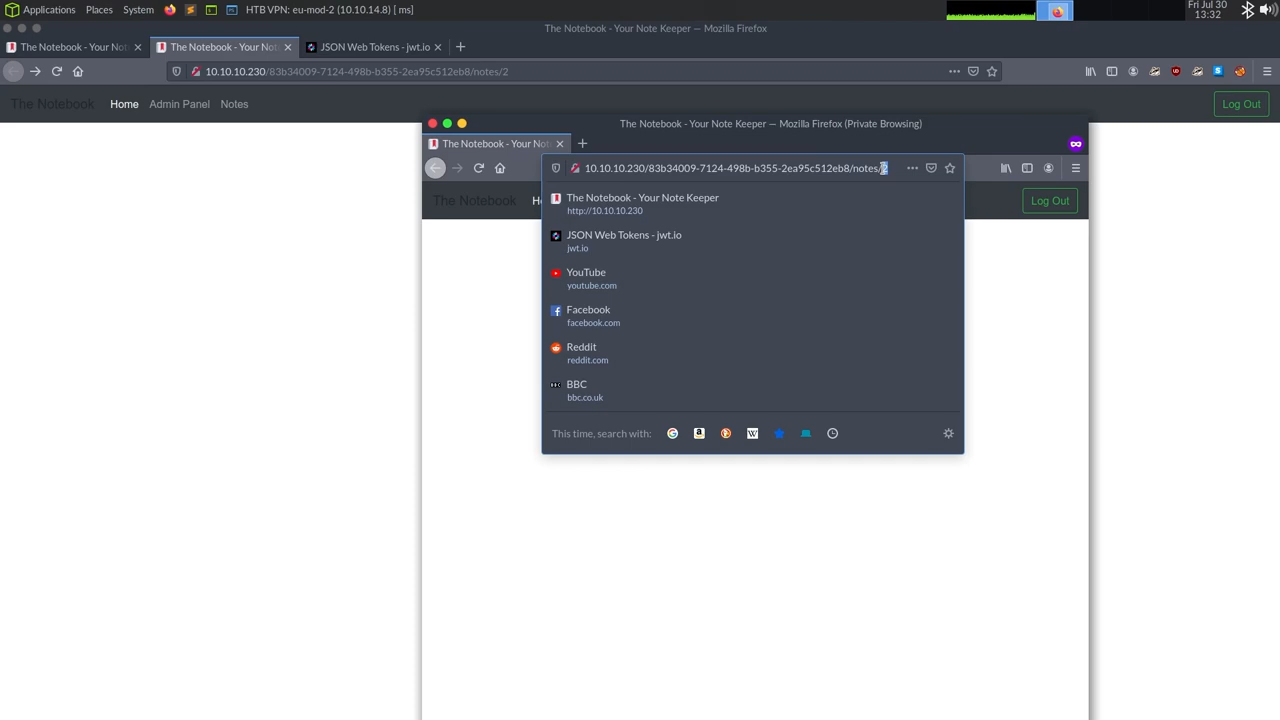 Applications Places System HTB VPN: eu-mod-2 (10.10.14.8) [ ms] Fri Jul 30
13:32
The Notebook - Your Note Keeper — Mozilla Firefox
The Notebook - Your Not The Notebook - Your Not JSON Web Tokens - jwt.io
10.10.10.230/83b34009-7124-498b-b355-2ea95c512eb8/notes/2
The Notebook Home Admin Panel Notes Log Out
The Notebook - Your Note Keeper — Mozilla Firefox (Private Browsing)
The Notebook - Your Not
10.10.10.230/83b34009-7124-498b-b355-2ea95c512eb8/notes/2
The Notebook Log Out
The Notebook - Your Note Keeper
http://10.10.10.230
JSON Web Tokens - jwt.io
jwt.io
YouTube
youtube.com
Facebook
facebook.com
Reddit
reddit.com
BBC
bbc.co.uk
This time, search with: